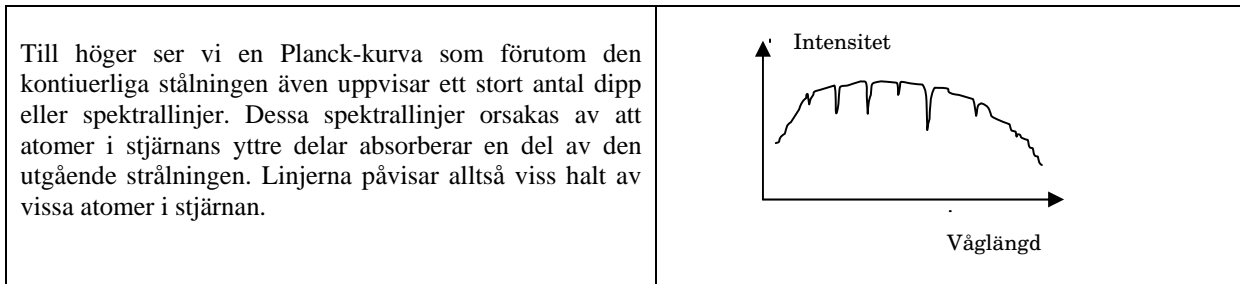 Till höger ser vi en Planck-kurva som förutom den
kontiuerliga stålningen även uppvisar ett stort antal dipp
eller spektrallinjer. Dessa spektrallinjer orsakas av att
atomer i stjärnans yttre delar absorberar en del av den
utgående strålningen. Linjerna påvisar alltså viss halt av
vissa atomer i stjärnan.
Intensitet
Våglängd